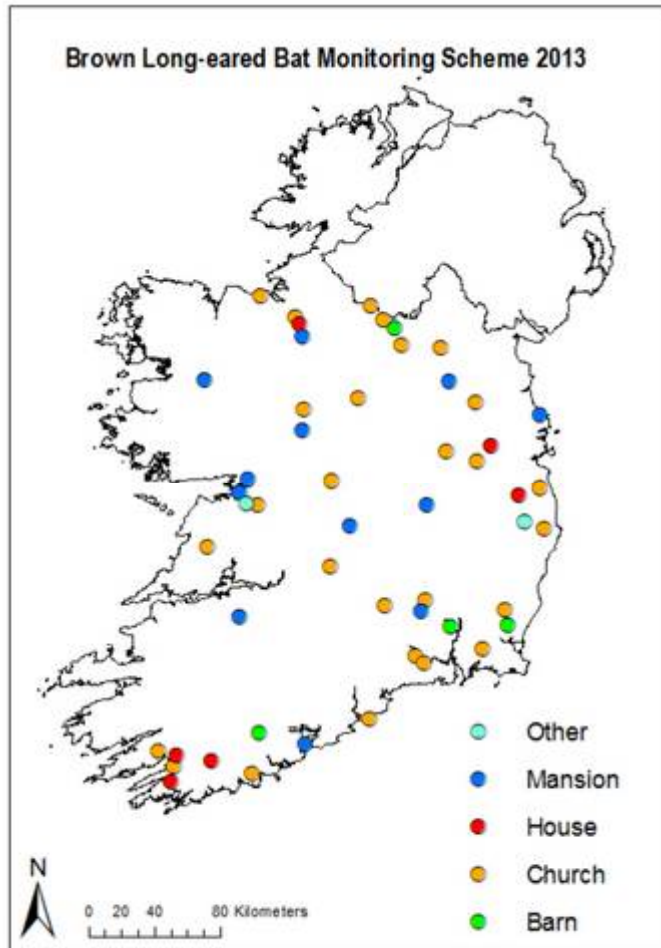 Brown Long-eared Bat Monitoring Scheme 2013
Other
Mansion
House
Church
Barn
N
0 20 40 80 Kilometers